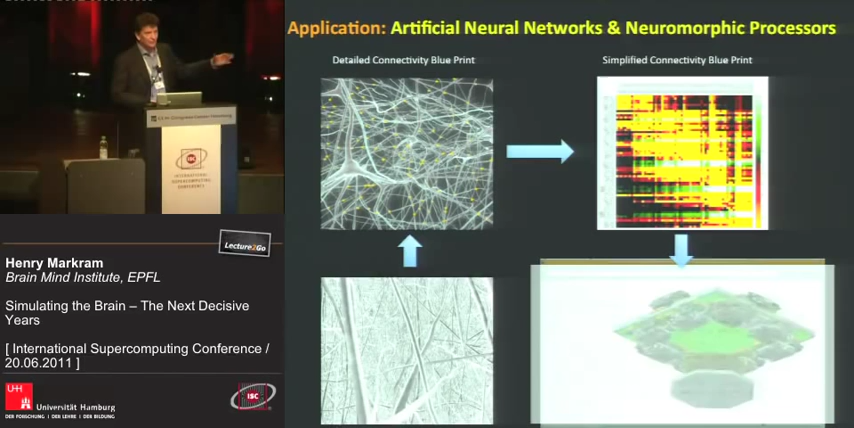 Application: Artificial Neural Networks & Neuromorphic Processors
Detailed Connectivity Blue Print
Simplified Connectivity Blue Print
ISC
INTERNATIONAL
SUPERCOMPUTING
CONFERENCE
Lecture2Go
Henry Markram
Brain Mind Institute, EPFL
Simulating the Brain – The Next Decisive
Years
[ International Supercomputing Conference /
20.06.2011 ]
UH
Universität Hamburg
DER FORSCHUNG | DER LEHRE | DER BILDUNG
ISC